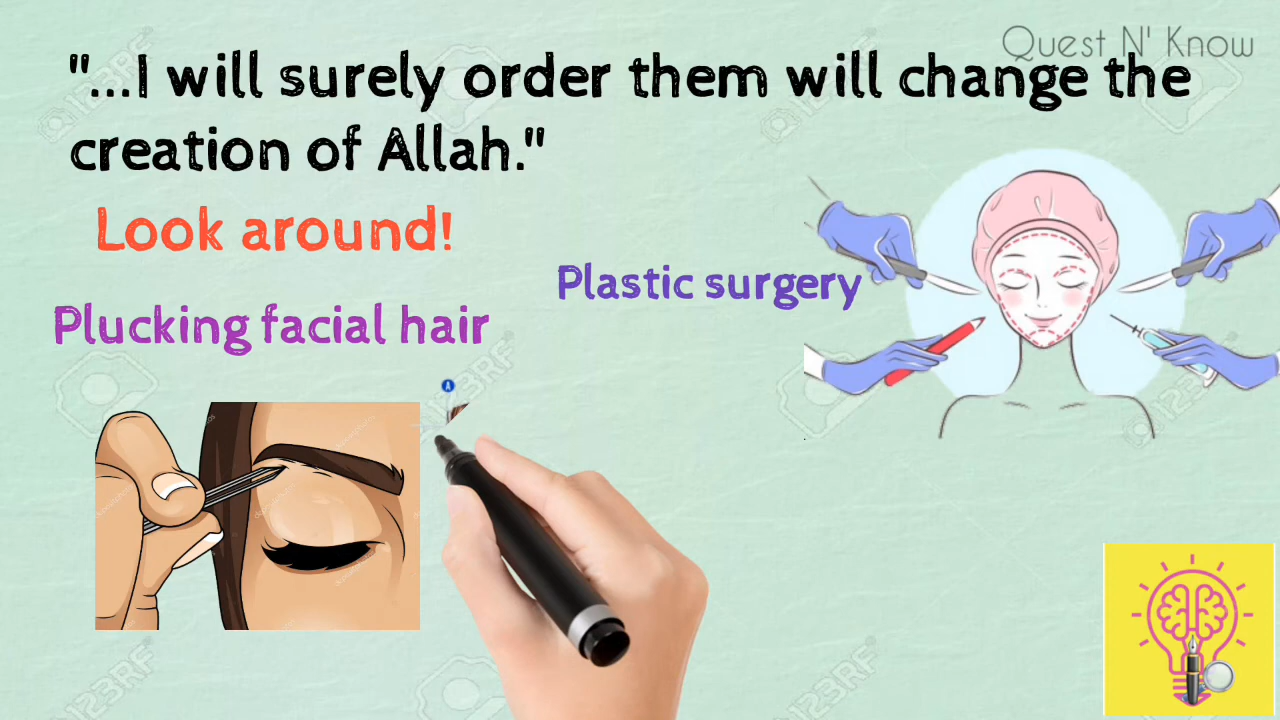 Quest N' Know
"...I will surely order them will change the
creation of Allah."
Look around!
Plastic surgery
Plucking facial hair
A